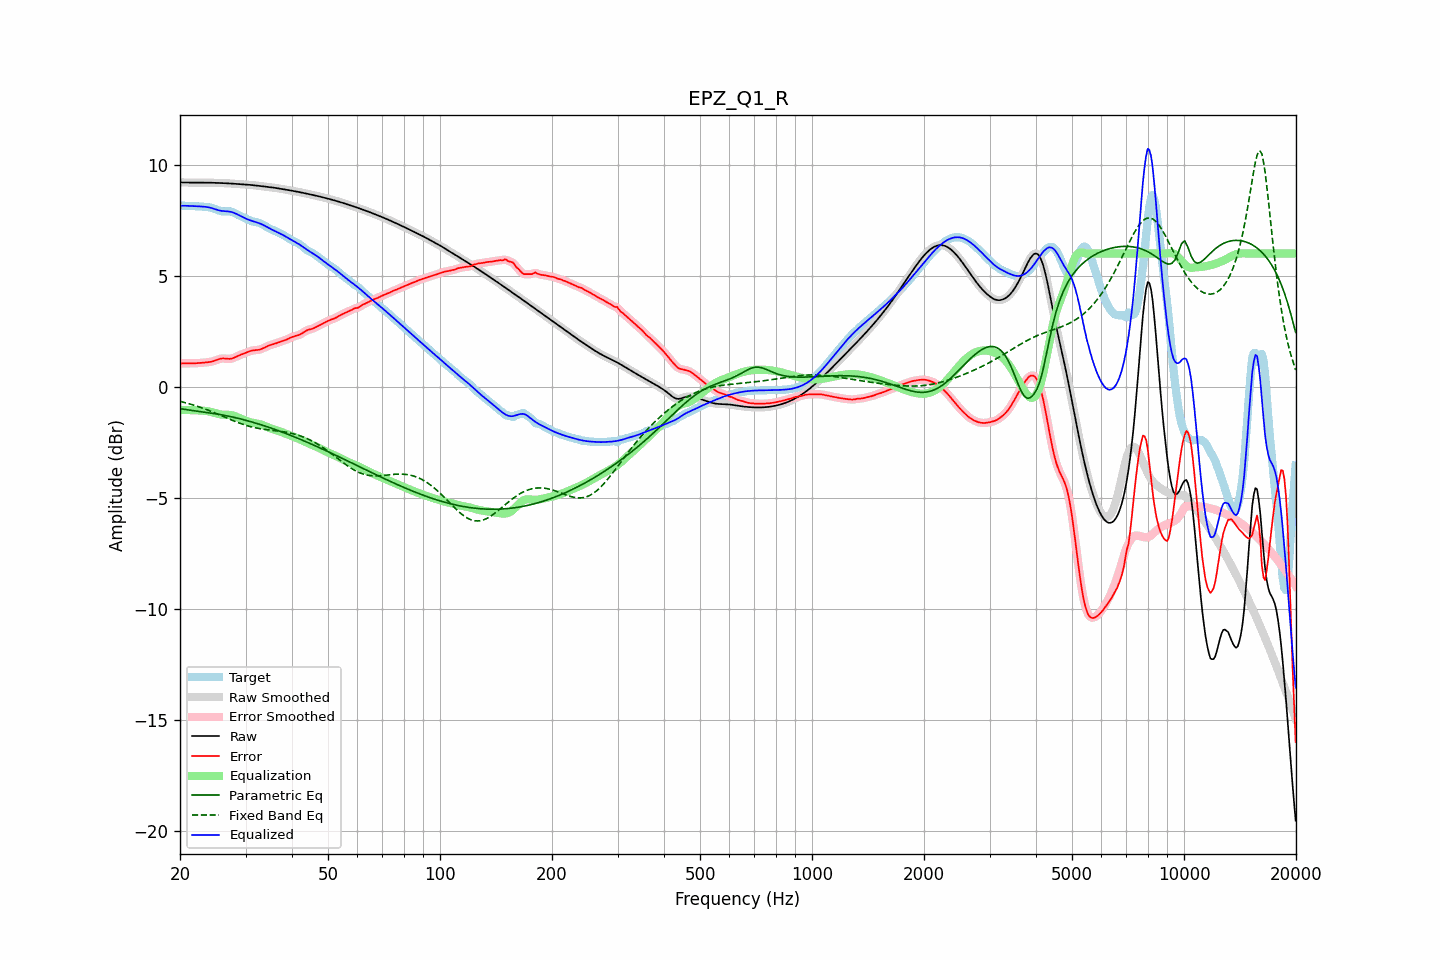 EPZ_Q1_R
Amplitude (dBr)
10
5
0
−5
−10
−15
−20
Target
Raw Smoothed
Error Smoothed
Raw
Error
Equalization
Parametric Eq
Fixed Band Eq
Equalized
20 50 100 200 500 1000 2000 5000 10000 20000
Frequency (Hz)